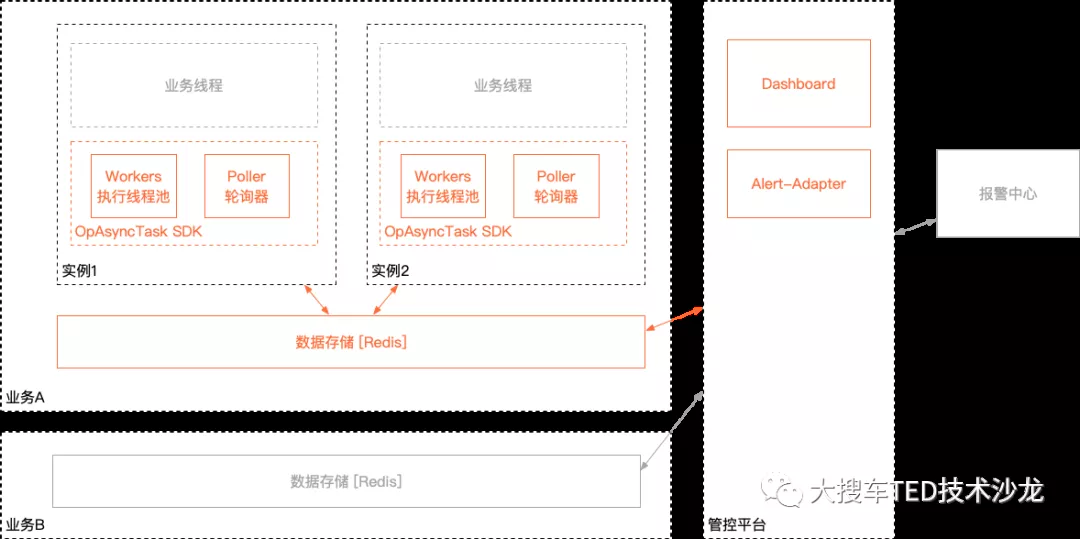 业务线程
Workers
执行线程池
Poller
轮询器
OpAsyncTask SDK
实例1
业务线程
Workers
执行线程池
Poller
轮询器
OpAsyncTask SDK
实例2
数据存储 [Redis]
业务A
数据存储 [Redis]
业务B
Dashboard
Alert-Adapter
管控平台
报警中心
大搜车TED技术沙龙